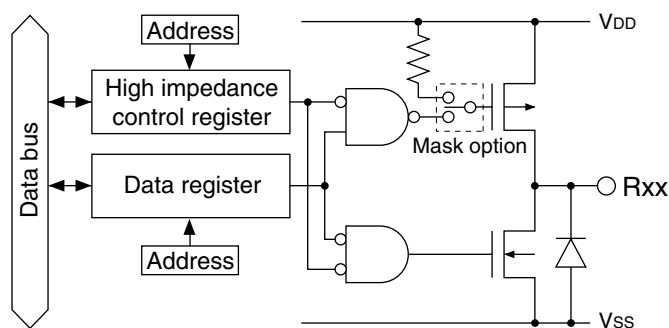 Address
VDD
High impedance
control register
Mask option
Data bus
Data register
Rxx
Address
VSS